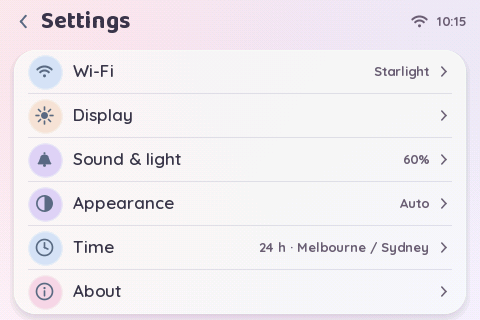 Settings
10:15
Wi-Fi
Starlight
Display
Sound & light
60%
Appearance
Auto
Time
24 h · Melbourne / Sydney
About